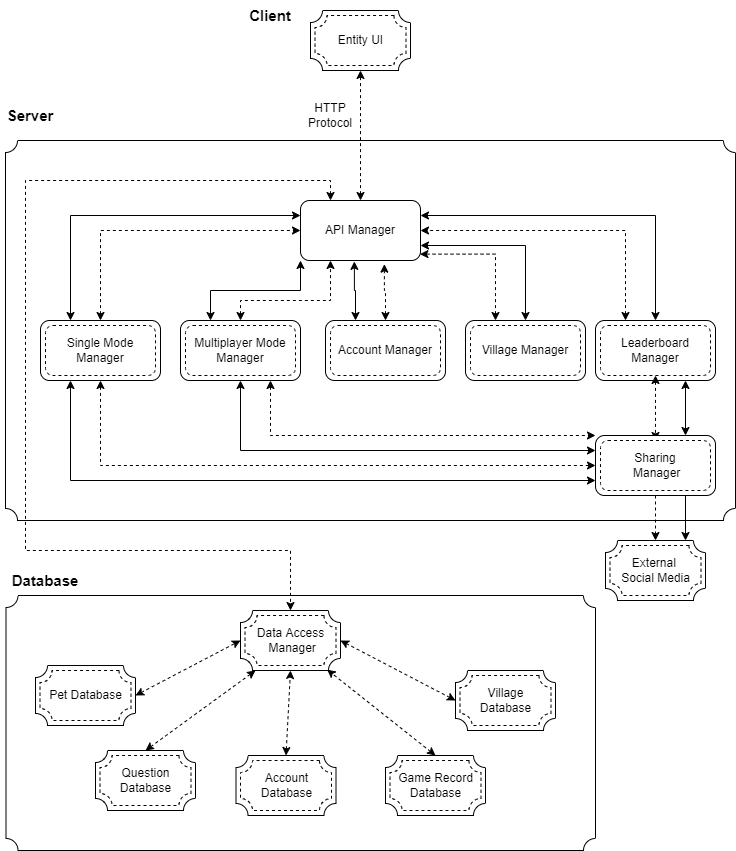 Client
Entity UI
HTTP
Protocol
Server
API Manager
Single Mode
Manager
Multiplayer Mode
Manager
Account Manager
Village Manager
Leaderboard
Manager
Sharing
Manager
External
Social Media
Database
Data Access
Manager
Pet Database
Village
Database
Question
Database
Account
Database
Game Record
Database